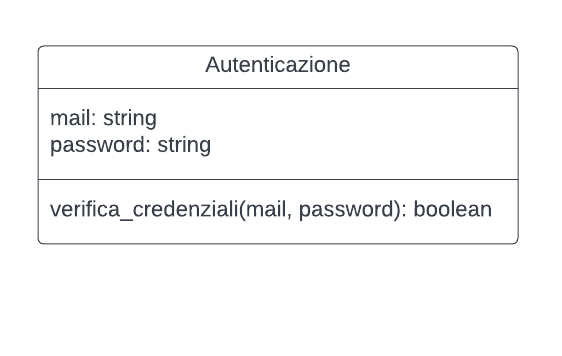 Autenticazione
mail: string
password: string
verifica_credenziali(mail, password): boolean